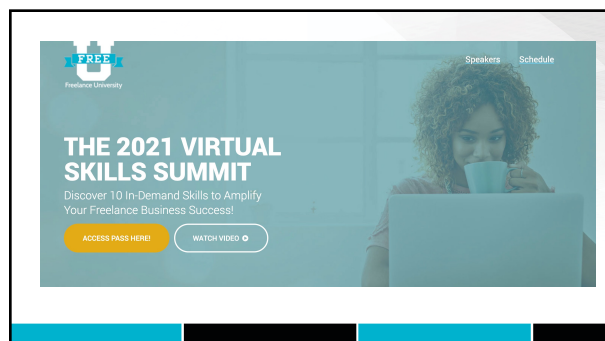 FREE
Freelance University
Speakers Schedule
THE 2021 VIRTUAL
SKILLS SUMMIT
Discover 10 In-Demand Skills to Amplify
Your Freelance Business Success!
ACCESS PASS HERE! WATCH VIDEO